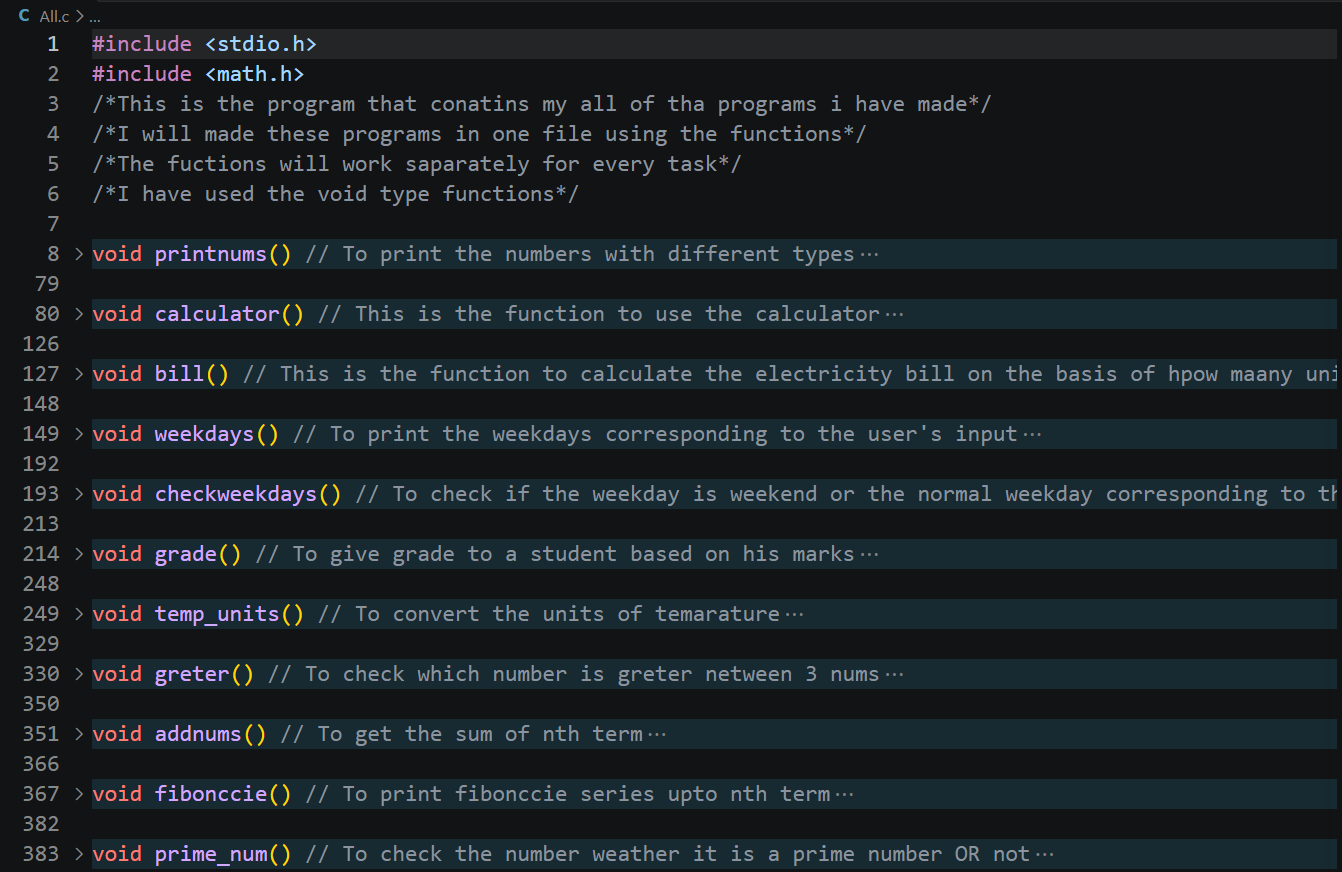 C All.c > ...
1 #include <stdio.h>
2 #include <math.h>
3 /*This is the program that conatins my all of tha programs i have made*/
4 /*I will made these programs in one file using the functions*/
5 /*The fuctions will work saparately for every task*/
6 /*I have used the void type functions*/
7
8 > void printnums() // To print the numbers with different types ...
79
80 > void calculator() // This is the function to use the calculator ...
126
127 > void bill() // This is the function to calculate the electricity bill on the basis of hpow maany uni
148
149 > void weekdays() // To print the weekdays corresponding to the user's input ...
192
193 > void checkweekdays() // To check if the weekday is weekend or the normal weekday corresponding to th
213
214 > void grade() // To give grade to a student based on his marks ...
248
249 > void temp_units() // To convert the units of temarature ...
329
330 > void greter() // To check which number is greter netween 3 nums ...
350
351 > void addnums() // To get the sum of nth term ...
366
367 > void fibonccie() // To print fibonccie series upto nth term ...
382
383 > void prime_num() // To check the number weather it is a prime number OR not ...